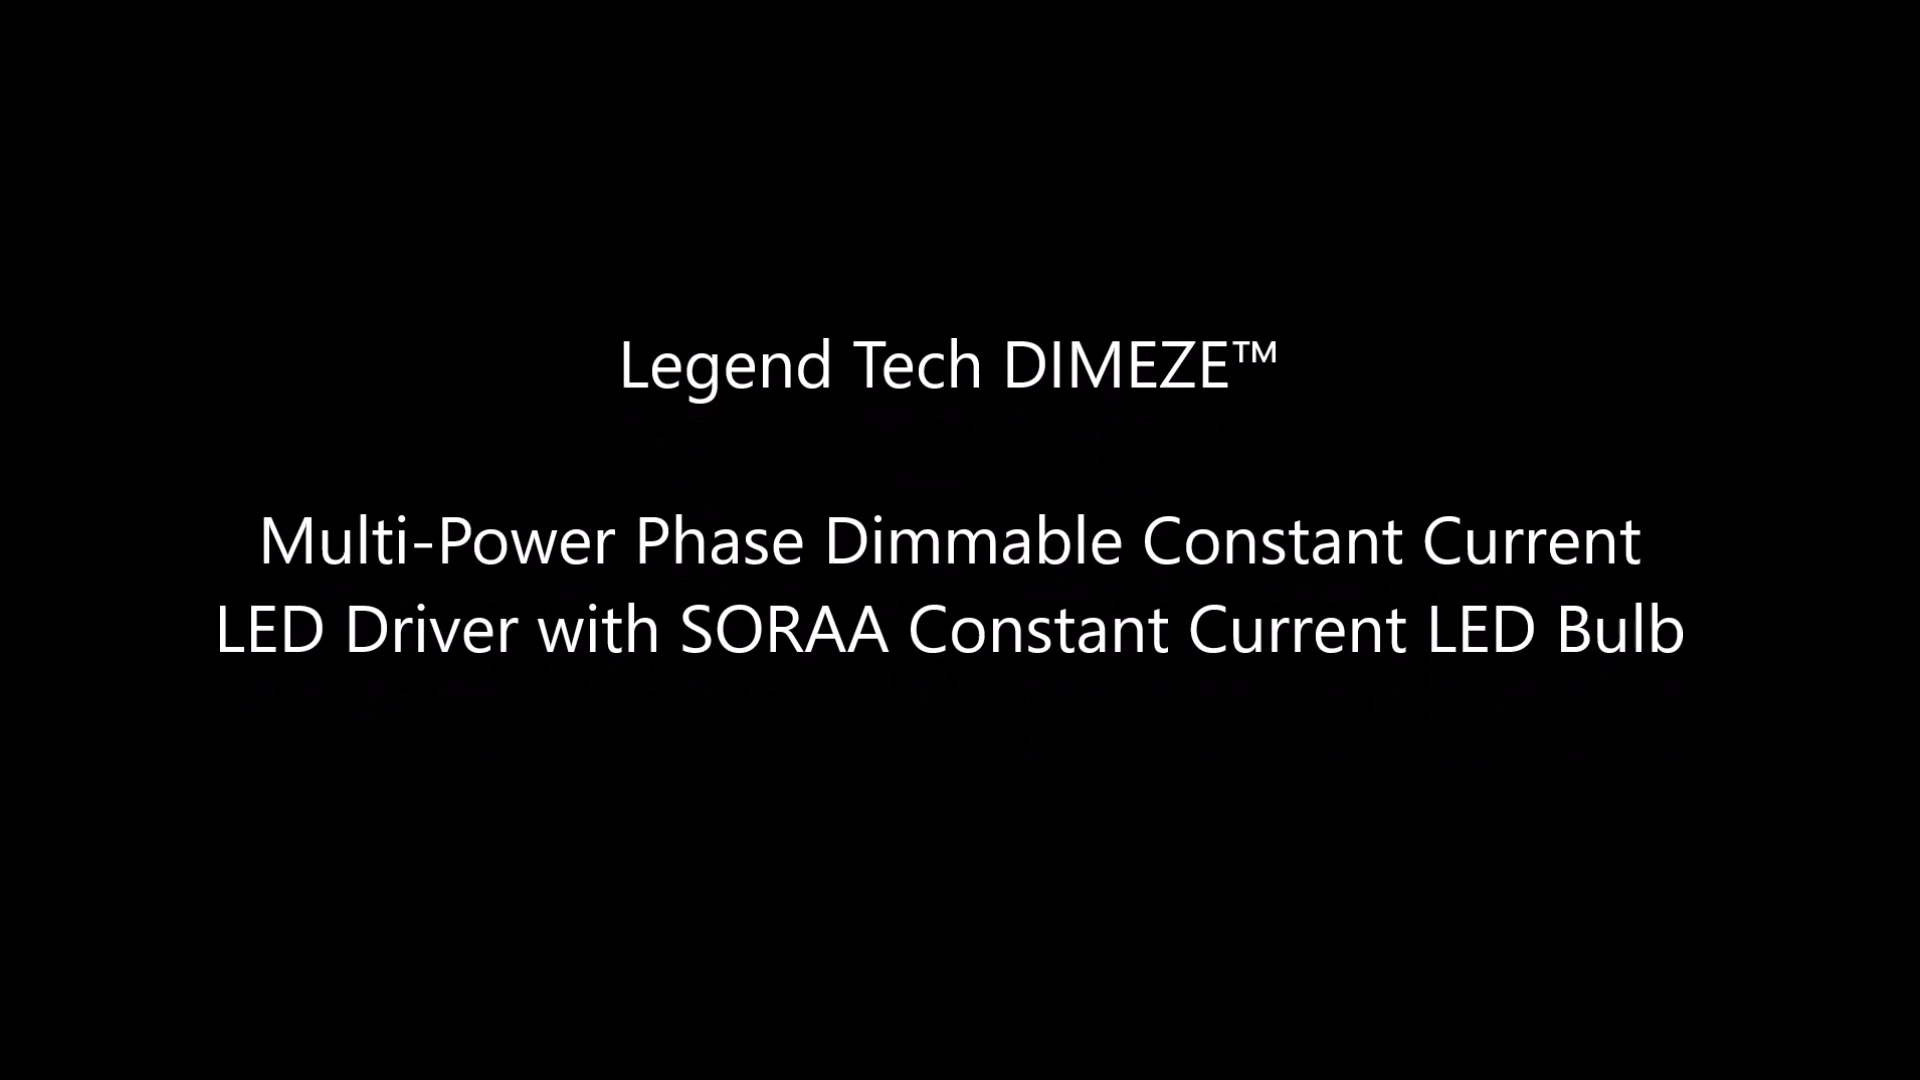 Legend Tech DIMEZE™
Multi-Power Phase Dimmable Constant Current
LED Driver with SORAA Constant Current LED Bulb